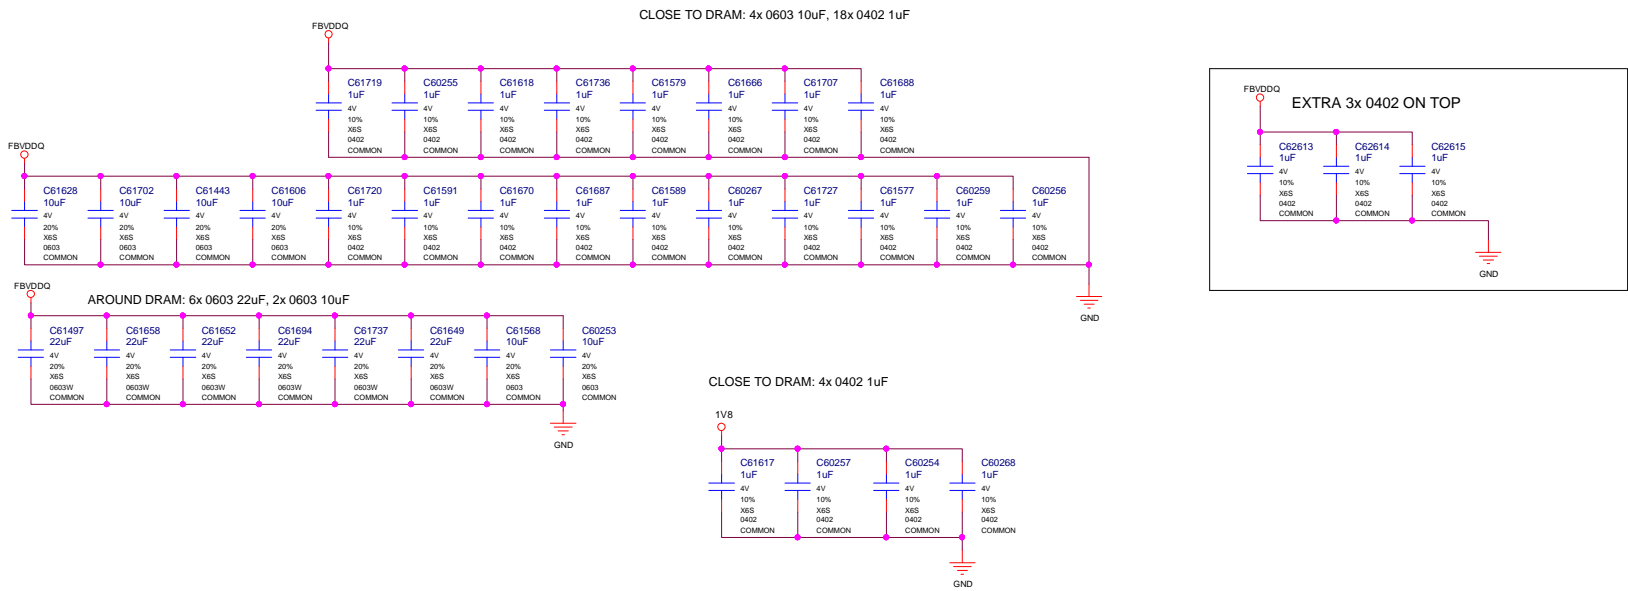 CLOSE TO DRAM: 4x 0603 10uF, 18x 0402 1uF
FBVDDQ
C61719 C60255 C61618 C61736 C61579 C61666 C61707 C61688
1uF 1uF 1uF 1uF 1uF 1uF 1uF 1uF
4V 4V 4V 4V 4V 4V 4V 4V
10% 10% 10% 10% 10% 10% 10% 10%
X6S X6S X6S X6S X6S X6S X6S X6S
0402 0402 0402 0402 0402 0402 0402 0402
COMMON COMMON COMMON COMMON COMMON COMMON COMMON COMMON
FBVDDQ
EXTRA 3x 0402 ON TOP
C62613 C62614 C62615
1uF 1uF 1uF
4V 4V 4V
10% 10% 10%
X6S X6S X6S
0402 0402 0402
COMMON COMMON COMMON
GND
FBVDDQ
C61628 C61702 C61443 C61606 C61720 C61591 C61670 C61687 C61589 C60267 C61727 C61577 C60259 C60256
10uF 10uF 10uF 10uF 1uF 1uF 1uF 1uF 1uF 1uF 1uF 1uF 1uF 1uF
4V 4V 4V 4V 4V 4V 4V 4V 4V 4V 4V 4V 4V 4V
20% 20% 20% 20% 10% 10% 10% 10% 10% 10% 10% 10% 10% 10%
X6S X6S X6S X6S X6S X6S X6S X6S X6S X6S X6S X6S X6S X6S
0603 0603 0603 0603 0402 0402 0402 0402 0402 0402 0402 0402 0402 0402
COMMON COMMON COMMON COMMON COMMON COMMON COMMON COMMON COMMON COMMON COMMON COMMON COMMON COMMON
GND
FBVDDQ
AROUND DRAM: 6x 0603 22uF, 2x 0603 10uF
C61497 C61658 C61652 C61694 C61737 C61649 C61568 C60253
22uF 22uF 22uF 22uF 22uF 22uF 10uF 10uF
4V 4V 4V 4V 4V 4V 4V 4V
20% 20% 20% 20% 20% 20% 20% 20%
X6S X6S X6S X6S X6S X6S X6S X6S
0603W 0603W 0603W 0603W 0603W 0603W 0603 0603
COMMON COMMON COMMON COMMON COMMON COMMON COMMON COMMON
GND
CLOSE TO DRAM: 4x 0402 1uF
1V8
C61617 C60257 C60254 C60268
1uF 1uF 1uF 1uF
4V 4V 4V 4V
10% 10% 10% 10%
X6S X6S X6S X6S
0402 0402 0402 0402
COMMON COMMON COMMON COMMON
GND